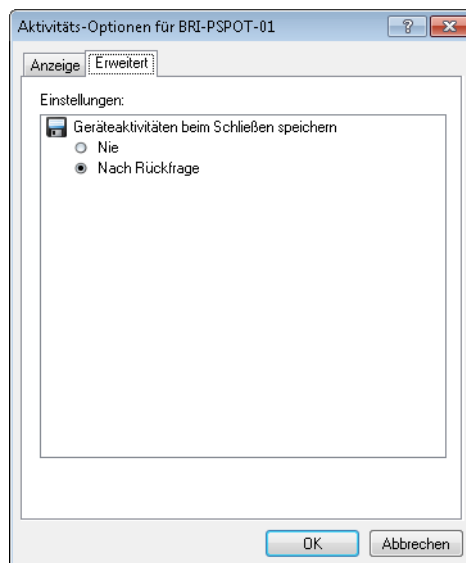 Aktivitäts-Optionen für BRI-PSPOT-01
Anzeige Erweitert
Einstellungen:
Geräteaktivitäten beim Schließen speichern
Nie
Nach Rückfrage
OK Abbrechen